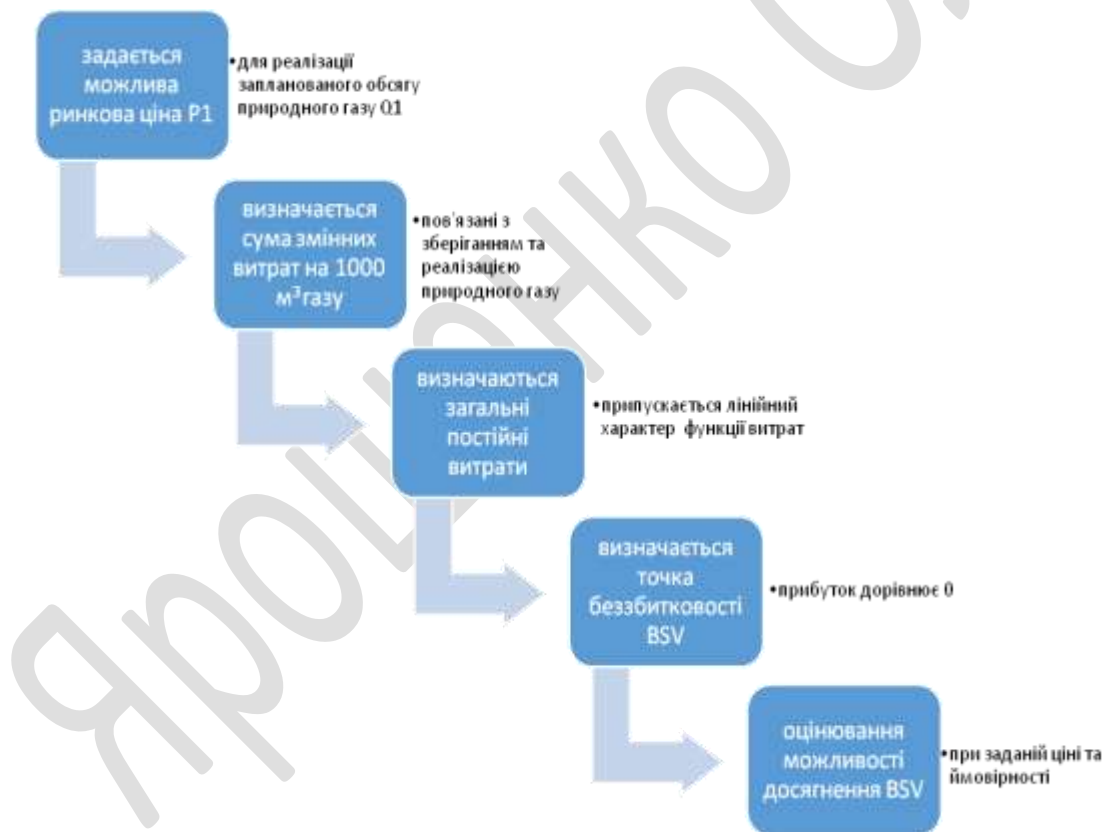 задається
можлива
ринкова ціна Р1
•для реалізації
запланованого обсягу
природного газу Q1
визначається
сума змінних
витрат на 1000
м³газу
•пов'язані з
зберіганням та
реалізацією
природного газу
визначаються
загальні
постійні
витрати
•припускається лінійний
характер функції витрат
визначається
точка
беззбитковості
BSV
•прибуток дорівнює 0
оцінювання
можливості
досягнення BSV
•при заданій ціні та
ймовірності